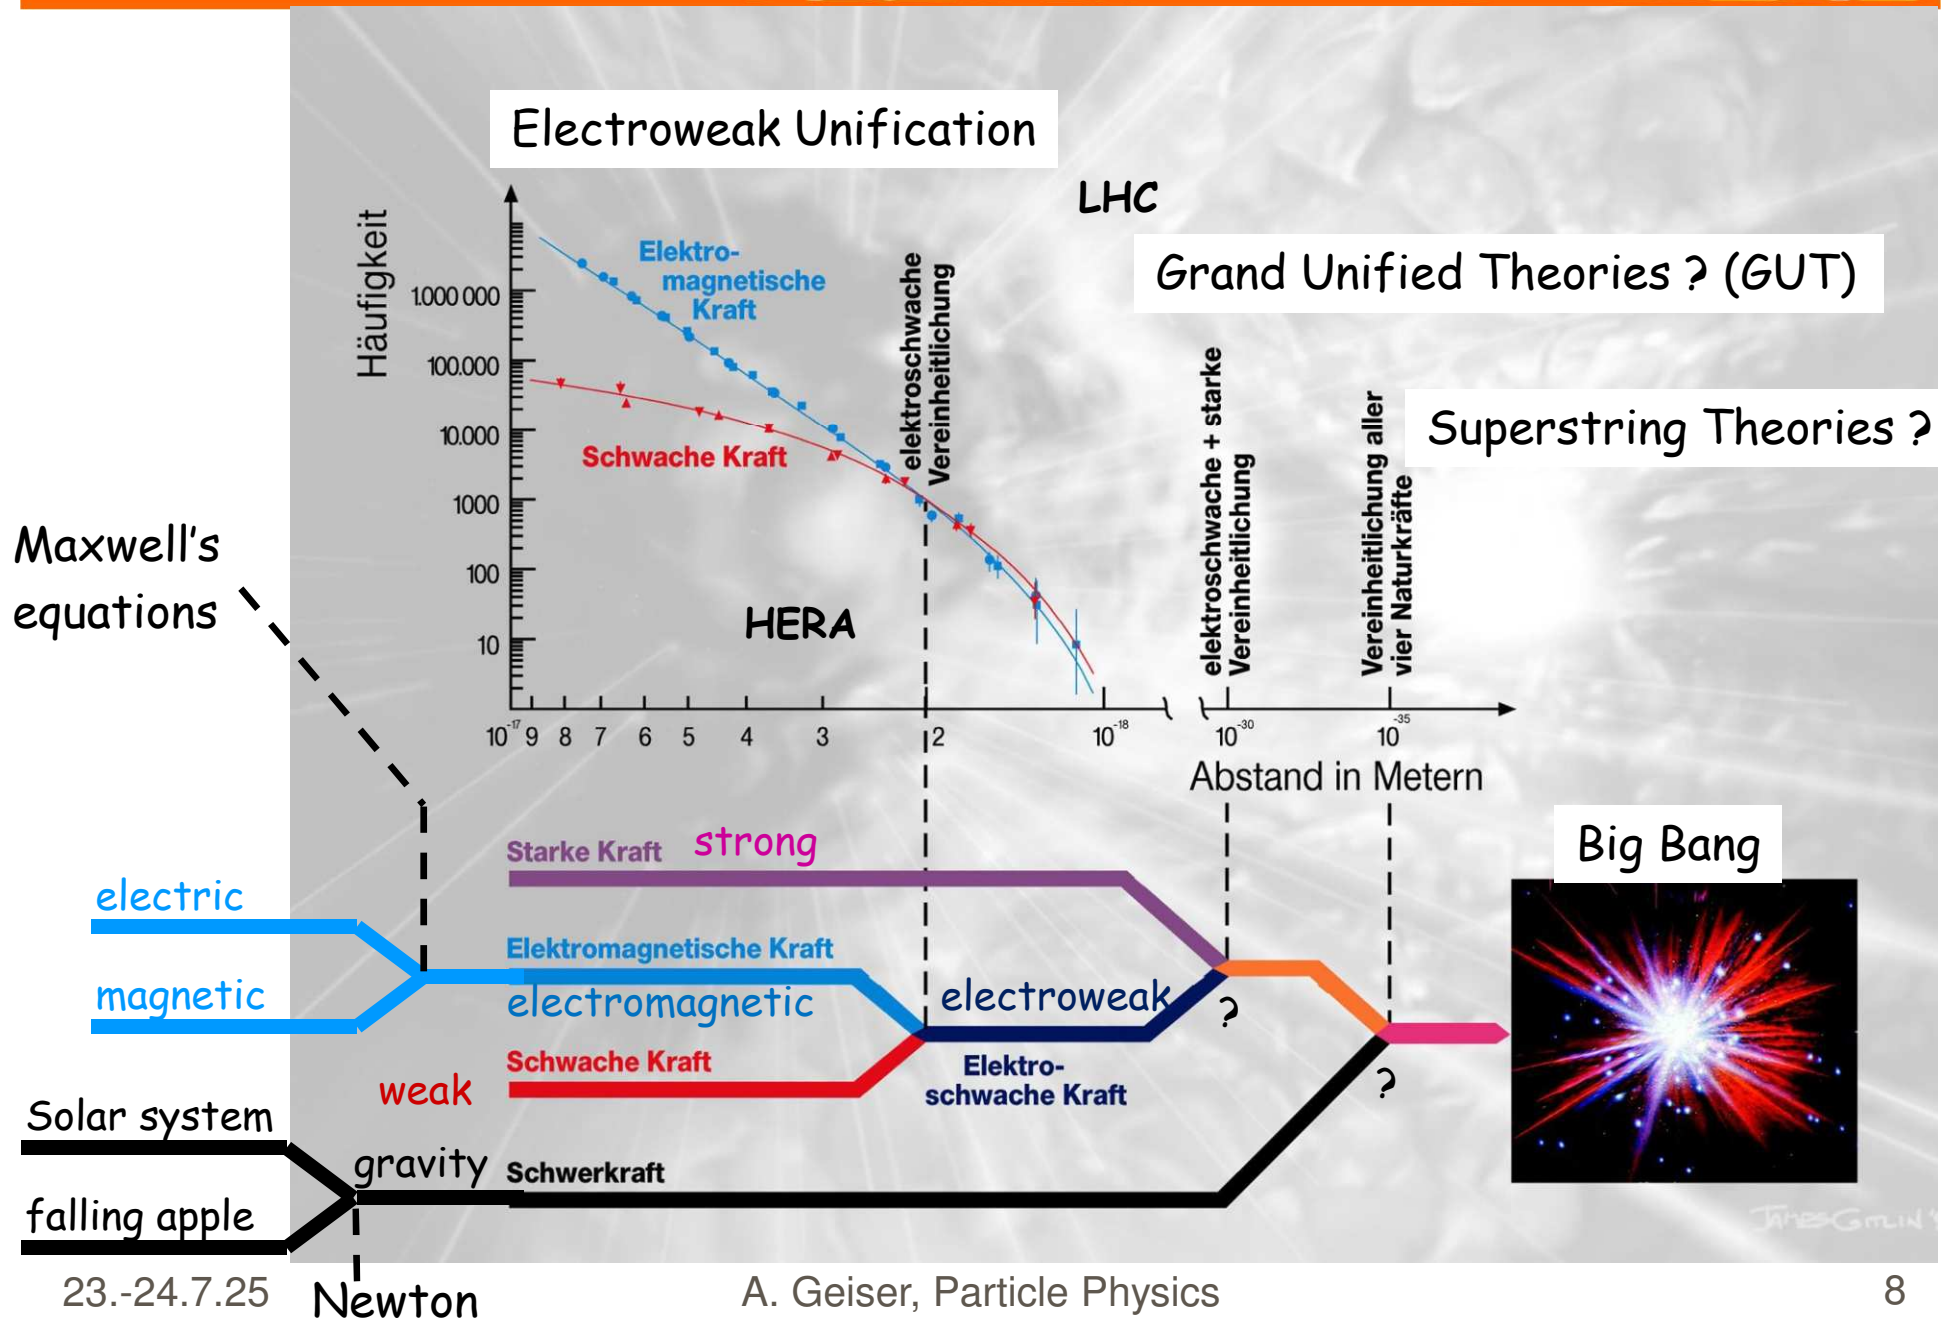 Electroweak Unification
LHC
Grand Unified Theories ? (GUT)
Superstring Theories ?
Häufigkeit
1.000 000
100.000
10.000
1000
100
10
Elektro-
magnetische
Kraft
Schwache Kraft
HERA
elektroschwache
Vereinheitlichung
elektroschwache + starke
Vereinheitlichung
Vereinheitlichung aller
vier Naturkräfte
10⁻¹⁷ 9 8 7 6 5 4 3 2 10⁻¹⁸ 10⁻³⁰ 10⁻³⁵
Abstand in Metern
Maxwell's
equations
Starke Kraft strong
Big Bang
electric
magnetic
Elektromagnetische Kraft
electromagnetic
electroweak
?
Schwache Kraft
weak
Elektro-
schwache Kraft
?
Solar system
falling apple
gravity Schwerkraft
JAMES GITLIN
Newton
23.-24.7.25
A. Geiser, Particle Physics
8